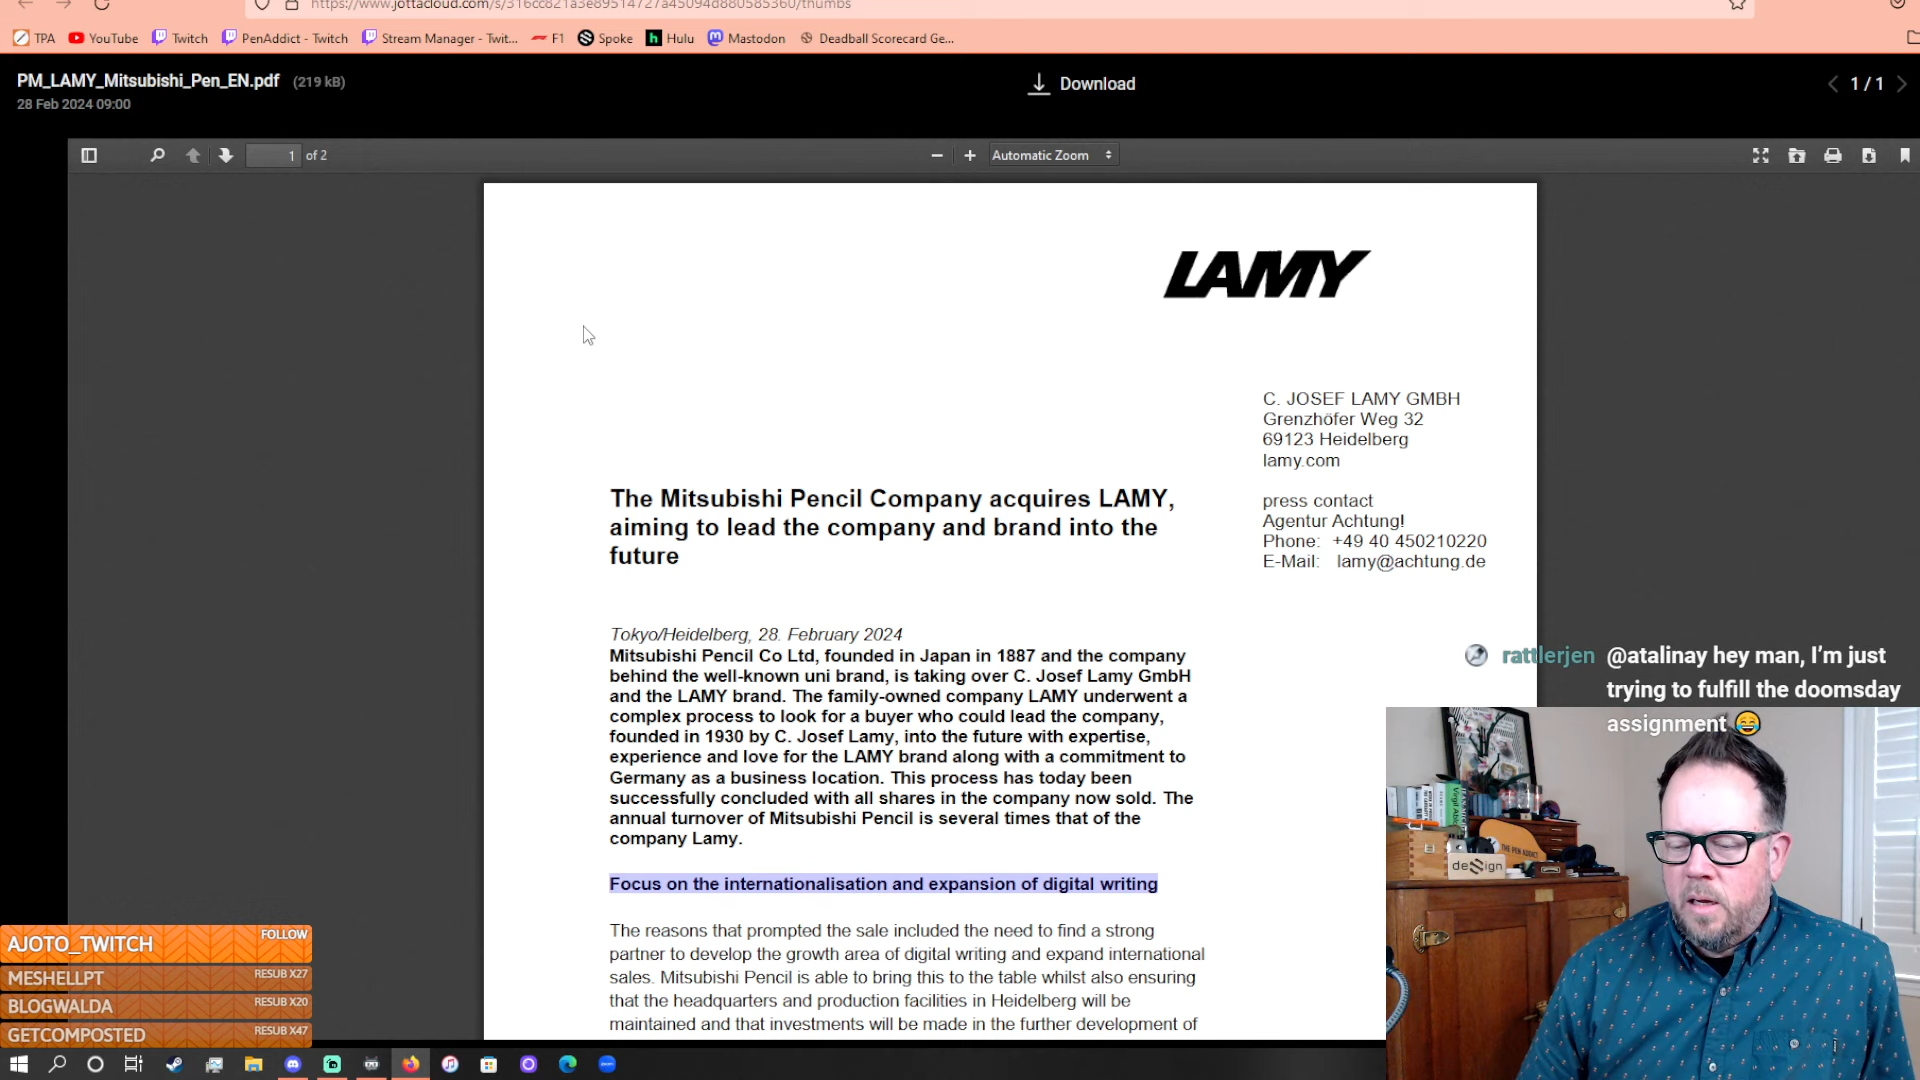 https://www.jottacloud.com/s/316cc821a3e89514727a45094d880585360/thumbs
TPA YouTube Twitch PenAddict - Twitch Stream Manager - Twit... F1 Spoke Hulu Mastodon Deadball Scorecard Ge...
PM_LAMY_Mitsubishi_Pen_EN.pdf (219 kB)
28 Feb 2024 09:00
Download
1 / 1
1 of 2
Automatic Zoom
LAMY
C. JOSEF LAMY GMBH
Grenzhöfer Weg 32
69123 Heidelberg
lamy.com
press contact
Agentur Achtung!
Phone: +49 40 450210220
E-Mail: lamy@achtung.de
The Mitsubishi Pencil Company acquires LAMY,
aiming to lead the company and brand into the
future
Tokyo/Heidelberg, 28. February 2024
Mitsubishi Pencil Co Ltd, founded in Japan in 1887 and the company
behind the well-known uni brand, is taking over C. Josef Lamy GmbH
and the LAMY brand. The family-owned company LAMY underwent a
complex process to look for a buyer who could lead the company,
founded in 1930 by C. Josef Lamy, into the future with expertise,
experience and love for the LAMY brand along with a commitment to
Germany as a business location. This process has today been
successfully concluded with all shares in the company now sold. The
annual turnover of Mitsubishi Pencil is several times that of the
company Lamy.
Focus on the internationalisation and expansion of digital writing
The reasons that prompted the sale included the need to find a strong
partner to develop the growth area of digital writing and expand international
sales. Mitsubishi Pencil is able to bring this to the table whilst also ensuring
that the headquarters and production facilities in Heidelberg will be
maintained and that investments will be made in the further development of
rattlerjen @atalinay hey man, I'm just
trying to fulfill the doomsday
assignment 😂
THE PEN ADDICT
design
AJOTO_TWITCH FOLLOW
MESHELLPT RESUB X27
BLOGWALDA RESUB X20
GETCOMPOSTED RESUB X47